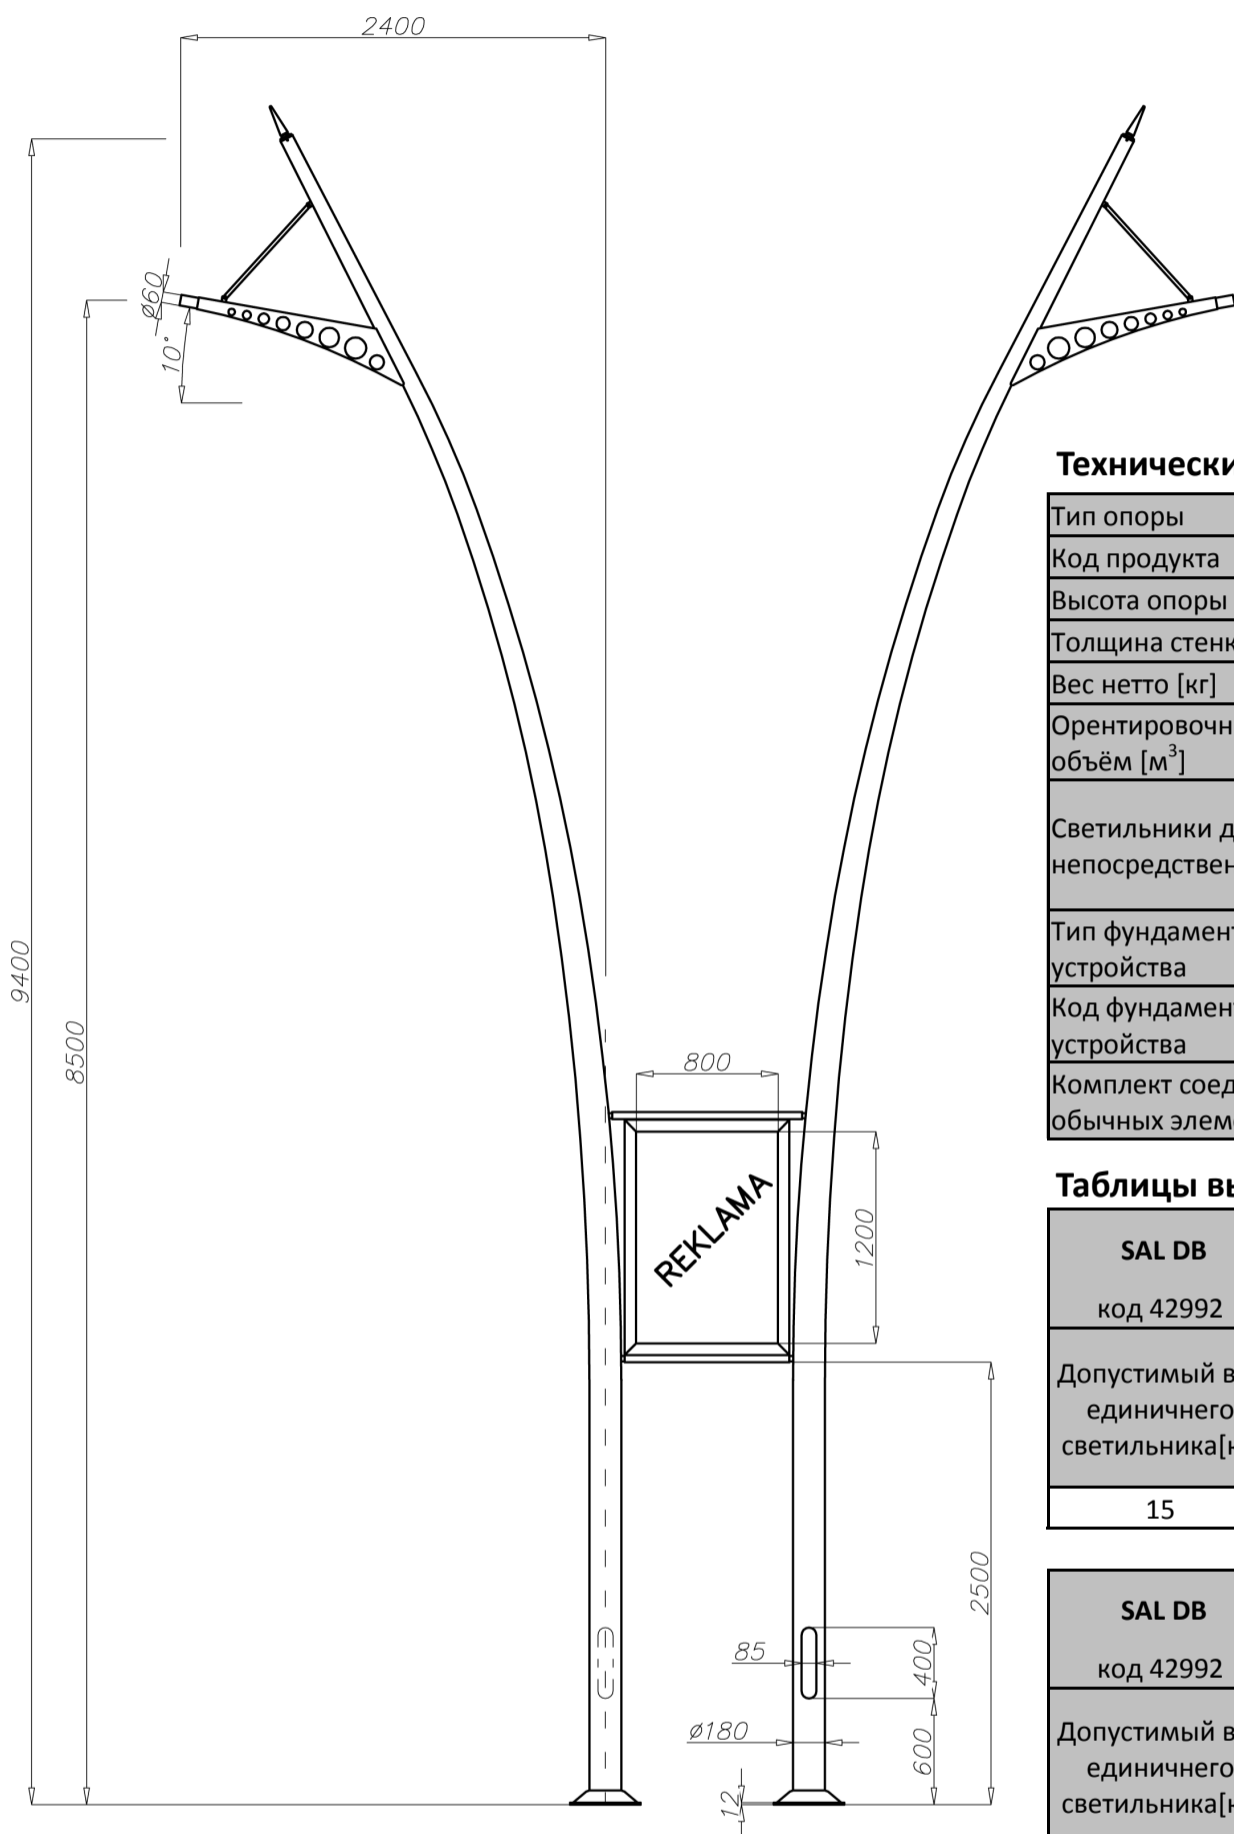 2400
ø60
10°
9400
8500
800
REKLAMA
1200
2500
85
400
ø180
600
12
Технически
Тип опоры
Код продукта
Высота опоры
Толщина стенк
Вес нетто [кг]
Орентировочн
объём [м³]
Светильники д
непосредствен
Тип фундамент
устройства
Код фундамент
устройства
Комплект соед
обычных элем
Таблицы вы
SAL DB
код 42992
Допустимый в
единичнего
светильника[к
15
SAL DB
код 42992
Допустимый в
единичнего
светильника[к